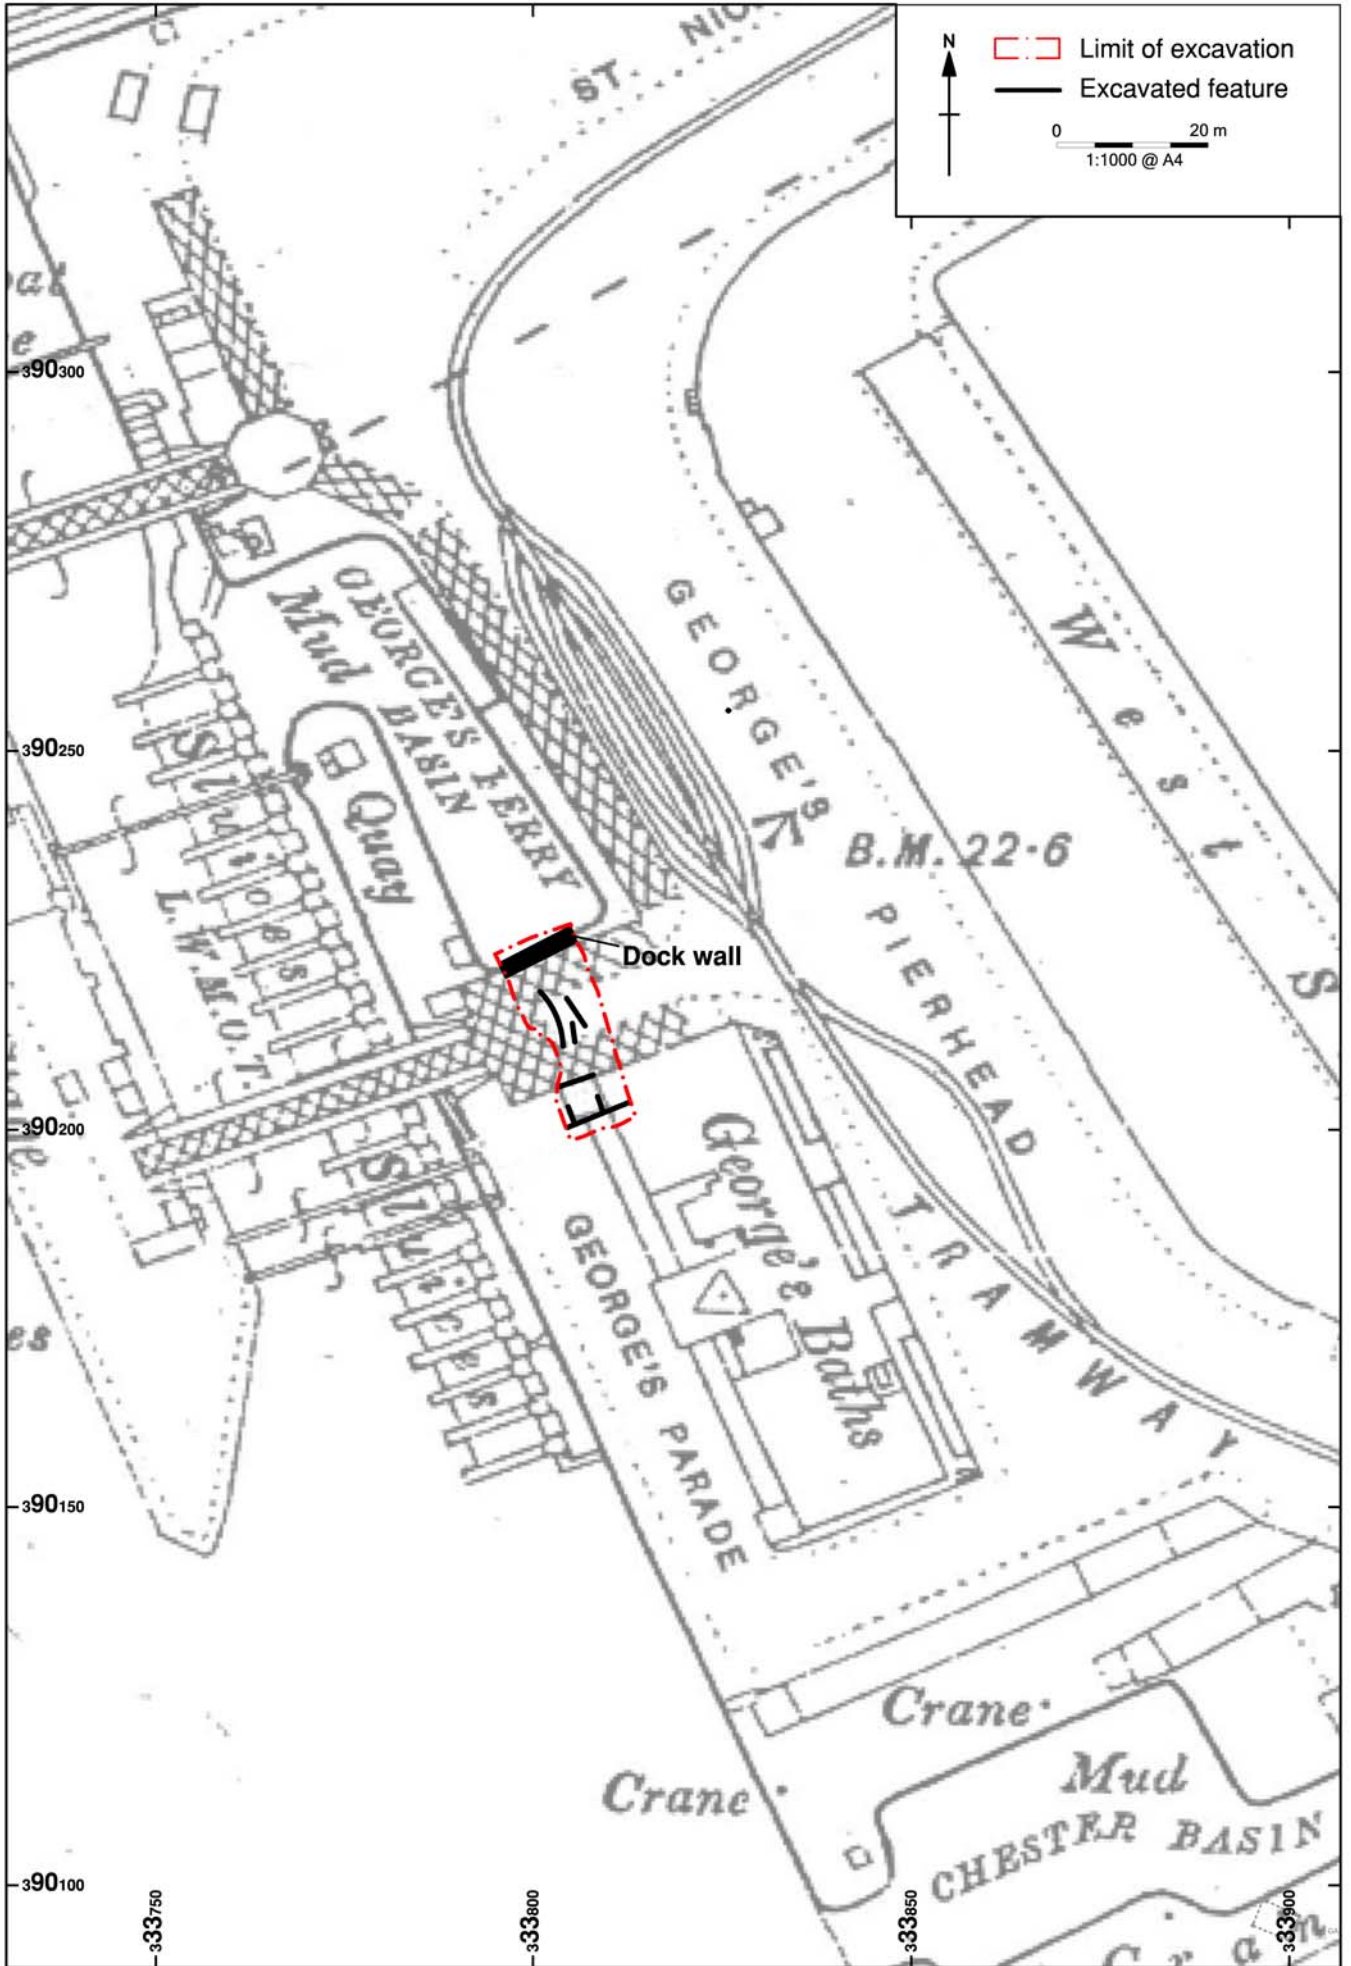 N
Limit of excavation
Excavated feature
0 20 m
1:1000 @ A4
ST.
e
390300
GEORGE'S FERRY
BASIN
Mud
GEORGE'S PIERHEAD
West
S
390250
Quay
Sluices
L.W.M.O.T.
B.M. 22·6
Dock wall
390200
Sluices
es
George's Baths
GEORGE'S PARADE
TRAMWAY
390150
Crane
Crane
Mud
CHESTER BASIN
390100
333750
333800
333850
333900